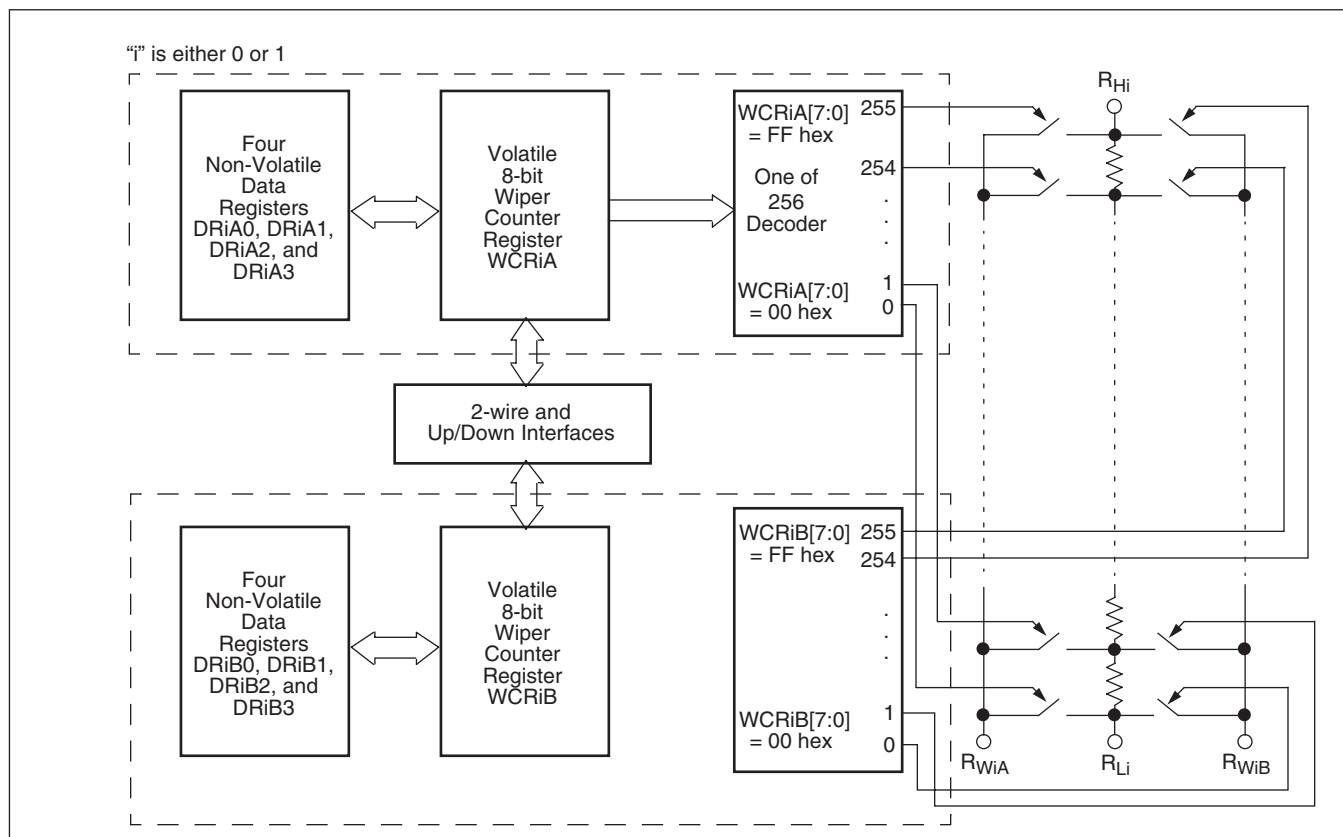 “i” is either 0 or 1
Four
Non-Volatile
Data
Registers
DRiA0, DRiA1,
DRiA2, and
DRiA3
Volatile
8-bit
Wiper
Counter
Register
WCRiA
WCRiA[7:0]
= FF hex
255
254
One of
256
Decoder
.
.
.
WCRiA[7:0]
= 00 hex
1
0
RHi
2-wire and
Up/Down Interfaces
Four
Non-Volatile
Data
Registers
DRiB0, DRiB1,
DRiB2, and
DRiB3
Volatile
8-bit
Wiper
Counter
Register
WCRiB
WCRiB[7:0]
= FF hex
255
254
.
.
.
.
WCRiB[7:0]
= 00 hex
1
0
RWiA
RLi
RWiB